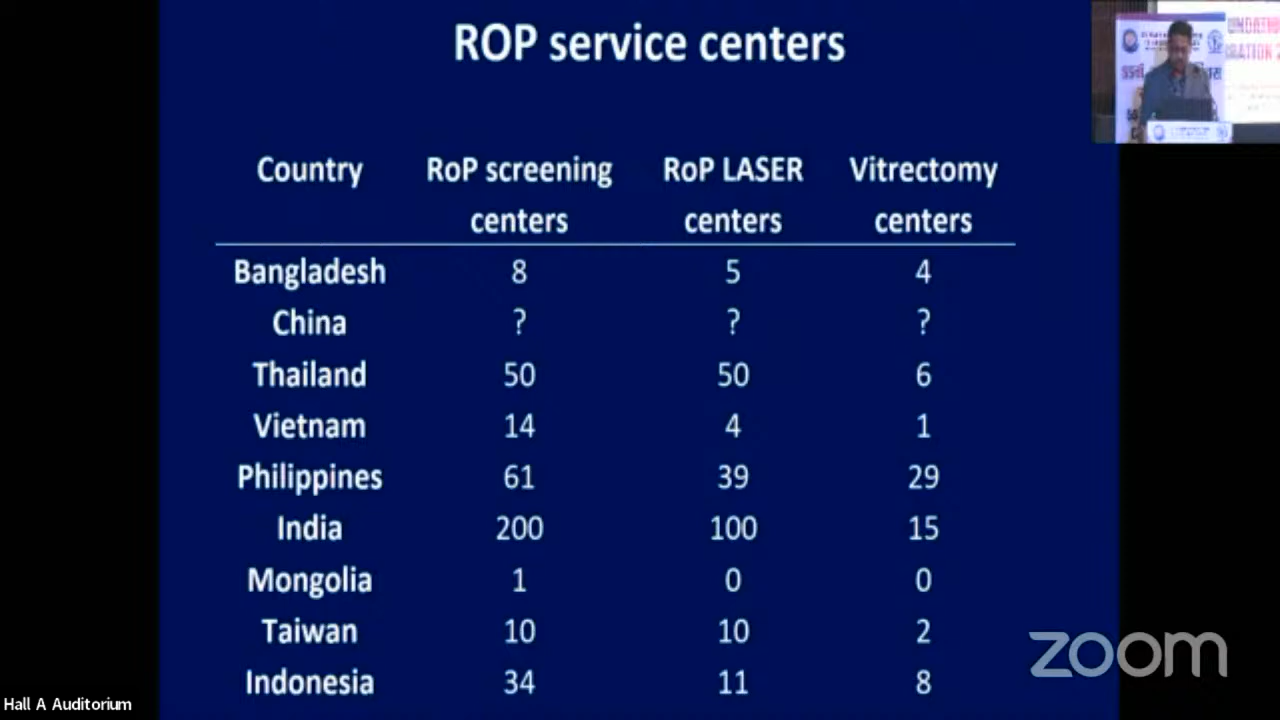 ROP service centers
Country RoP screening centers RoP LASER centers Vitrectomy centers
Bangladesh 8 5 4
China ? ? ?
Thailand 50 50 6
Vietnam 14 4 1
Philippines 61 39 29
India 200 100 15
Mongolia 1 0 0
Taiwan 10 10 2
Indonesia 34 11 8
zoom
Hall A Auditorium